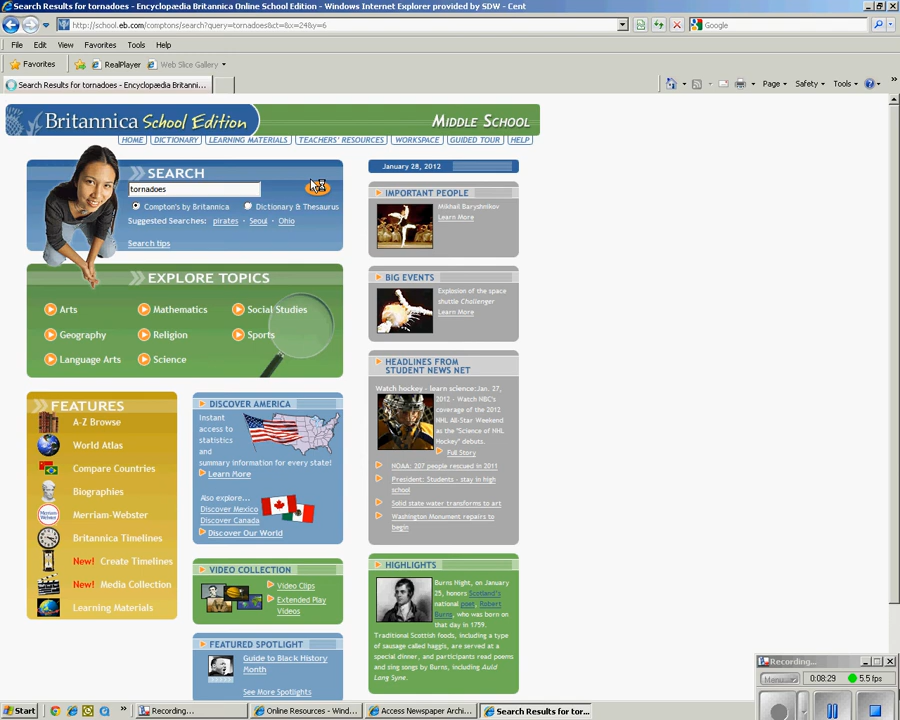 Search Results for tornadoes - Encyclopædia Britannica Online School Edition - Windows Internet Explorer provided by SDW - Cent
http://school.eb.com/comptons/search?query=tornadoes&ct=&x=24&y=6
Google
File Edit View Favorites Tools Help
Favorites RealPlayer Web Slice Gallery
Search Results for tornadoes - Encyclopædia Britanni...
Page Safety Tools
Britannica School Edition
MIDDLE SCHOOL
HOME DICTIONARY LEARNING MATERIALS TEACHERS' RESOURCES WORKSPACE GUIDED TOUR HELP
SEARCH
tornadoes
Compton's by Britannica Dictionary & Thesaurus
Suggested Searches: pirates · Seoul · Ohio
Search tips
EXPLORE TOPICS
Arts Mathematics Social Studies
Geography Religion Sports
Language Arts Science
FEATURES
A-Z Browse
World Atlas
Compare Countries
Biographies
Merriam-Webster
Britannica Timelines
New! Create Timelines
New! Media Collection
Learning Materials
DISCOVER AMERICA
Instant
access to
statistics
and
summary information for every state!
Learn More
Also explore...
Discover Mexico
Discover Canada
Discover Our World
VIDEO COLLECTION
Video Clips
Extended Play
Videos
FEATURED SPOTLIGHT
Guide to Black History
Month
See More Spotlights
January 28, 2012
IMPORTANT PEOPLE
Mikhail Baryshnikov
Learn More
BIG EVENTS
Explosion of the space
shuttle Challenger
Learn More
HEADLINES FROM
STUDENT NEWS NET
Watch hockey - learn science: Jan. 27,
2012 - Watch NBC's
coverage of the 2012
NHL All-Star Weekend
as the "Science of NHL
Hockey" debuts.
Full Story
NOAA: 207 people rescued in 2011
President: Students - stay in high
school
Solid state water transforms to art
Washington Monument repairs to
begin
HIGHLIGHTS
Burns Night, on January
25, honors Scotland's
national poet Robert
Burns, who was born on
that day in 1759.
Traditional Scottish foods, including a type
of sausage called haggis, are served at a
special dinner, and participants read poems
and sing songs by Burns, including Auld
Lang Syne.
Recording...
Menu 0:08:29 5.5 fps
Start Recording... Online Resources - Wind... Access Newspaper Archi... Search Results for tor...